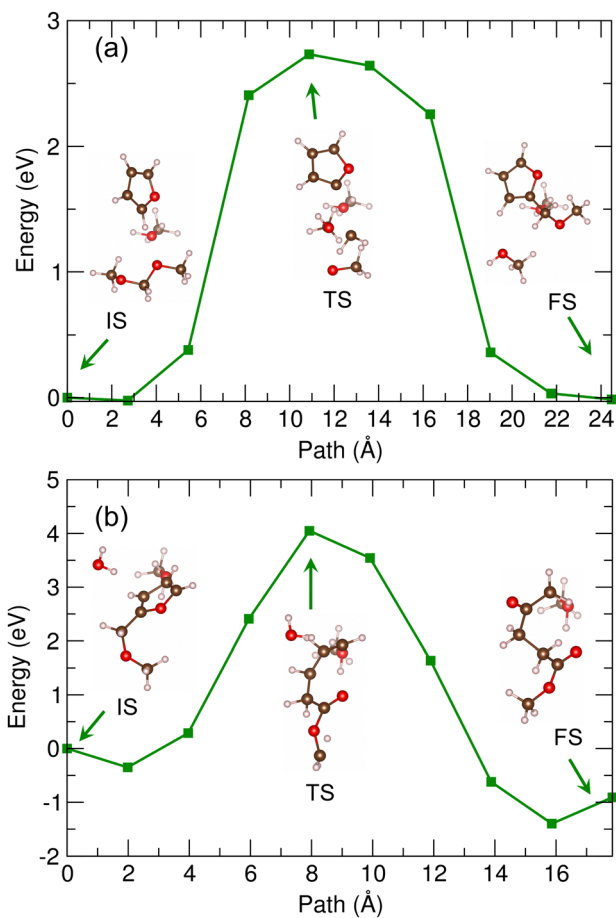 (a)
3
2
1
0
Energy (eV)
IS
TS
FS
0 2 4 6 8 10 12 14 16 18 20 22 24
Path (Å)
(b)
5
4
3
2
1
0
-1
-2
Energy (eV)
IS
TS
FS
0 2 4 6 8 10 12 14 16
Path (Å)